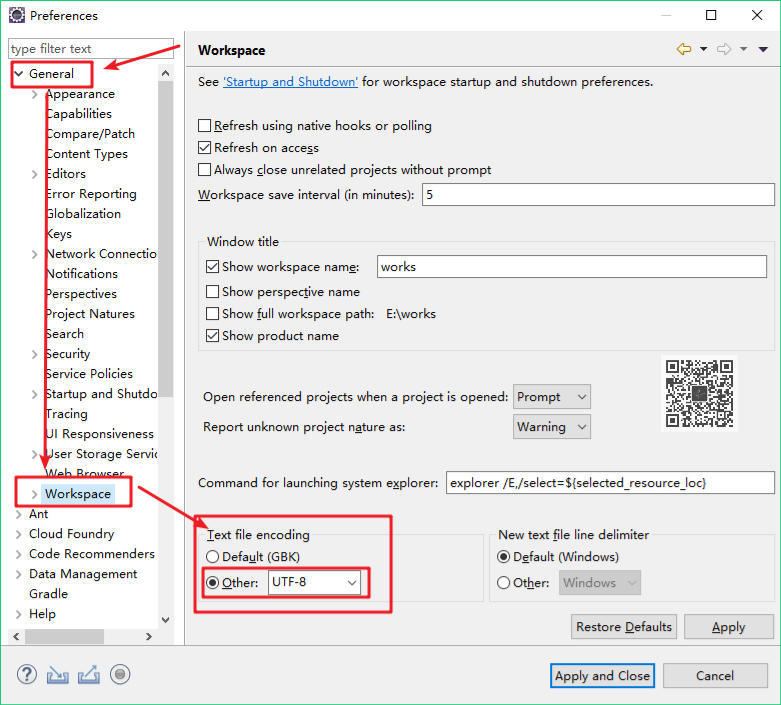 Preferences
type filter text
General
Appearance
Capabilities
Compare/Patch
Content Types
Editors
Error Reporting
Globalization
Keys
Network Connectio
Notifications
Perspectives
Project Natures
Search
Security
Service Policies
Startup and Shutdo
Tracing
UI Responsiveness
User Storage Servic
Web Browser
Workspace
Ant
Cloud Foundry
Code Recommenders
Data Management
Gradle
Help
Workspace
See 'Startup and Shutdown' for workspace startup and shutdown preferences.
Refresh using native hooks or polling
Refresh on access
Always close unrelated projects without prompt
Workspace save interval (in minutes): 5
Window title
Show workspace name: works
Show perspective name
Show full workspace path: E:\works
Show product name
Open referenced projects when a project is opened: Prompt
Report unknown project nature as: Warning
Command for launching system explorer: explorer /E,/select=${selected_resource_loc}
Text file encoding
Default (GBK)
Other: UTF-8
New text file line delimiter
Default (Windows)
Other: Windows
Restore Defaults Apply
Apply and Close Cancel